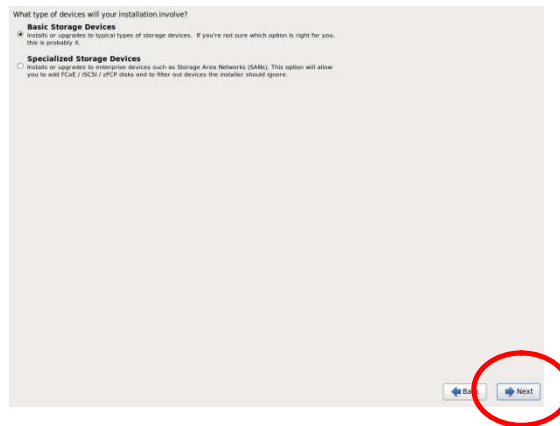 What type of devices will your installation involve?
Basic Storage Devices
Installs or upgrades to typical types of storage devices. If you're not sure which option is right for you,
this is probably it.
Specialized Storage Devices
Installs or upgrades to enterprise devices such as Storage Area Networks (SANs). This option will allow
you to add FCoE / iSCSI / zFCP disks and to filter out devices the installer should ignore.
Back Next